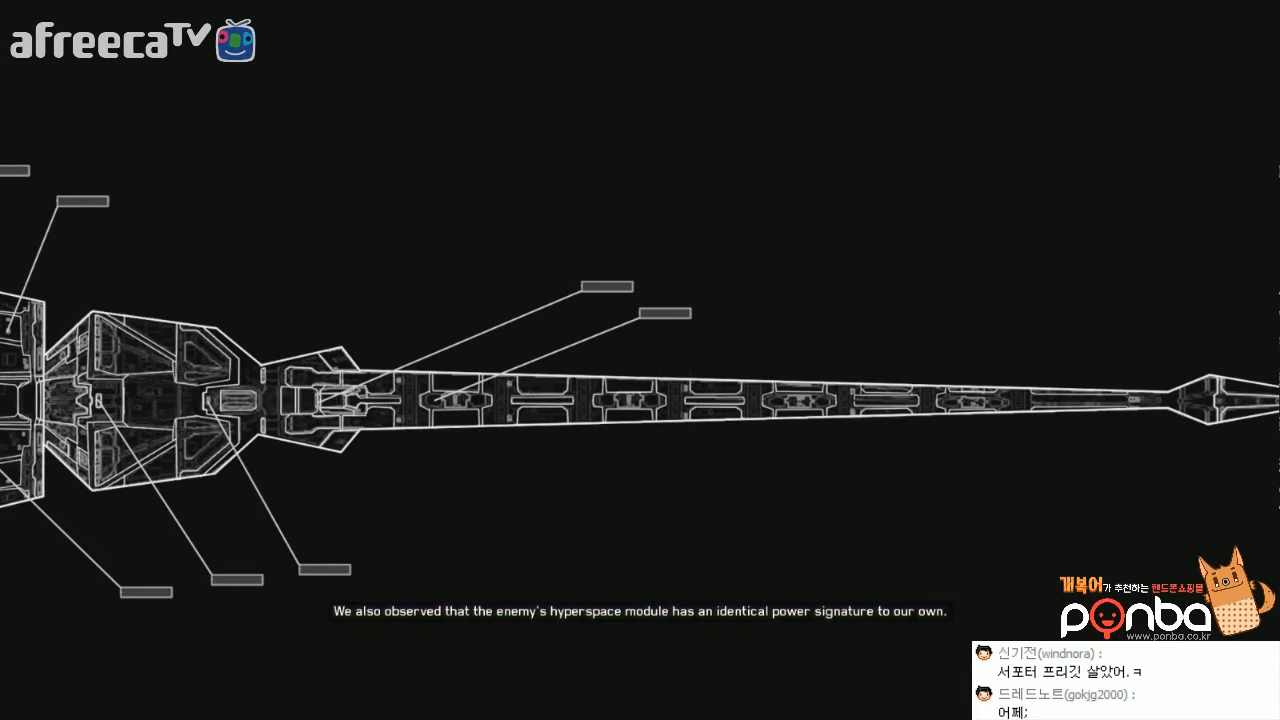 afreecaTV
We also observed that the enemy's hyperspace module has an identical power signature to our own.
개복어가 추천하는 핸드폰쇼핑몰
ponba
www.ponba.co.kr
신기전(windnora) :
서포터 프리깃 살았어.ㅋ
드레드노트(gokjg2000) :
어페;